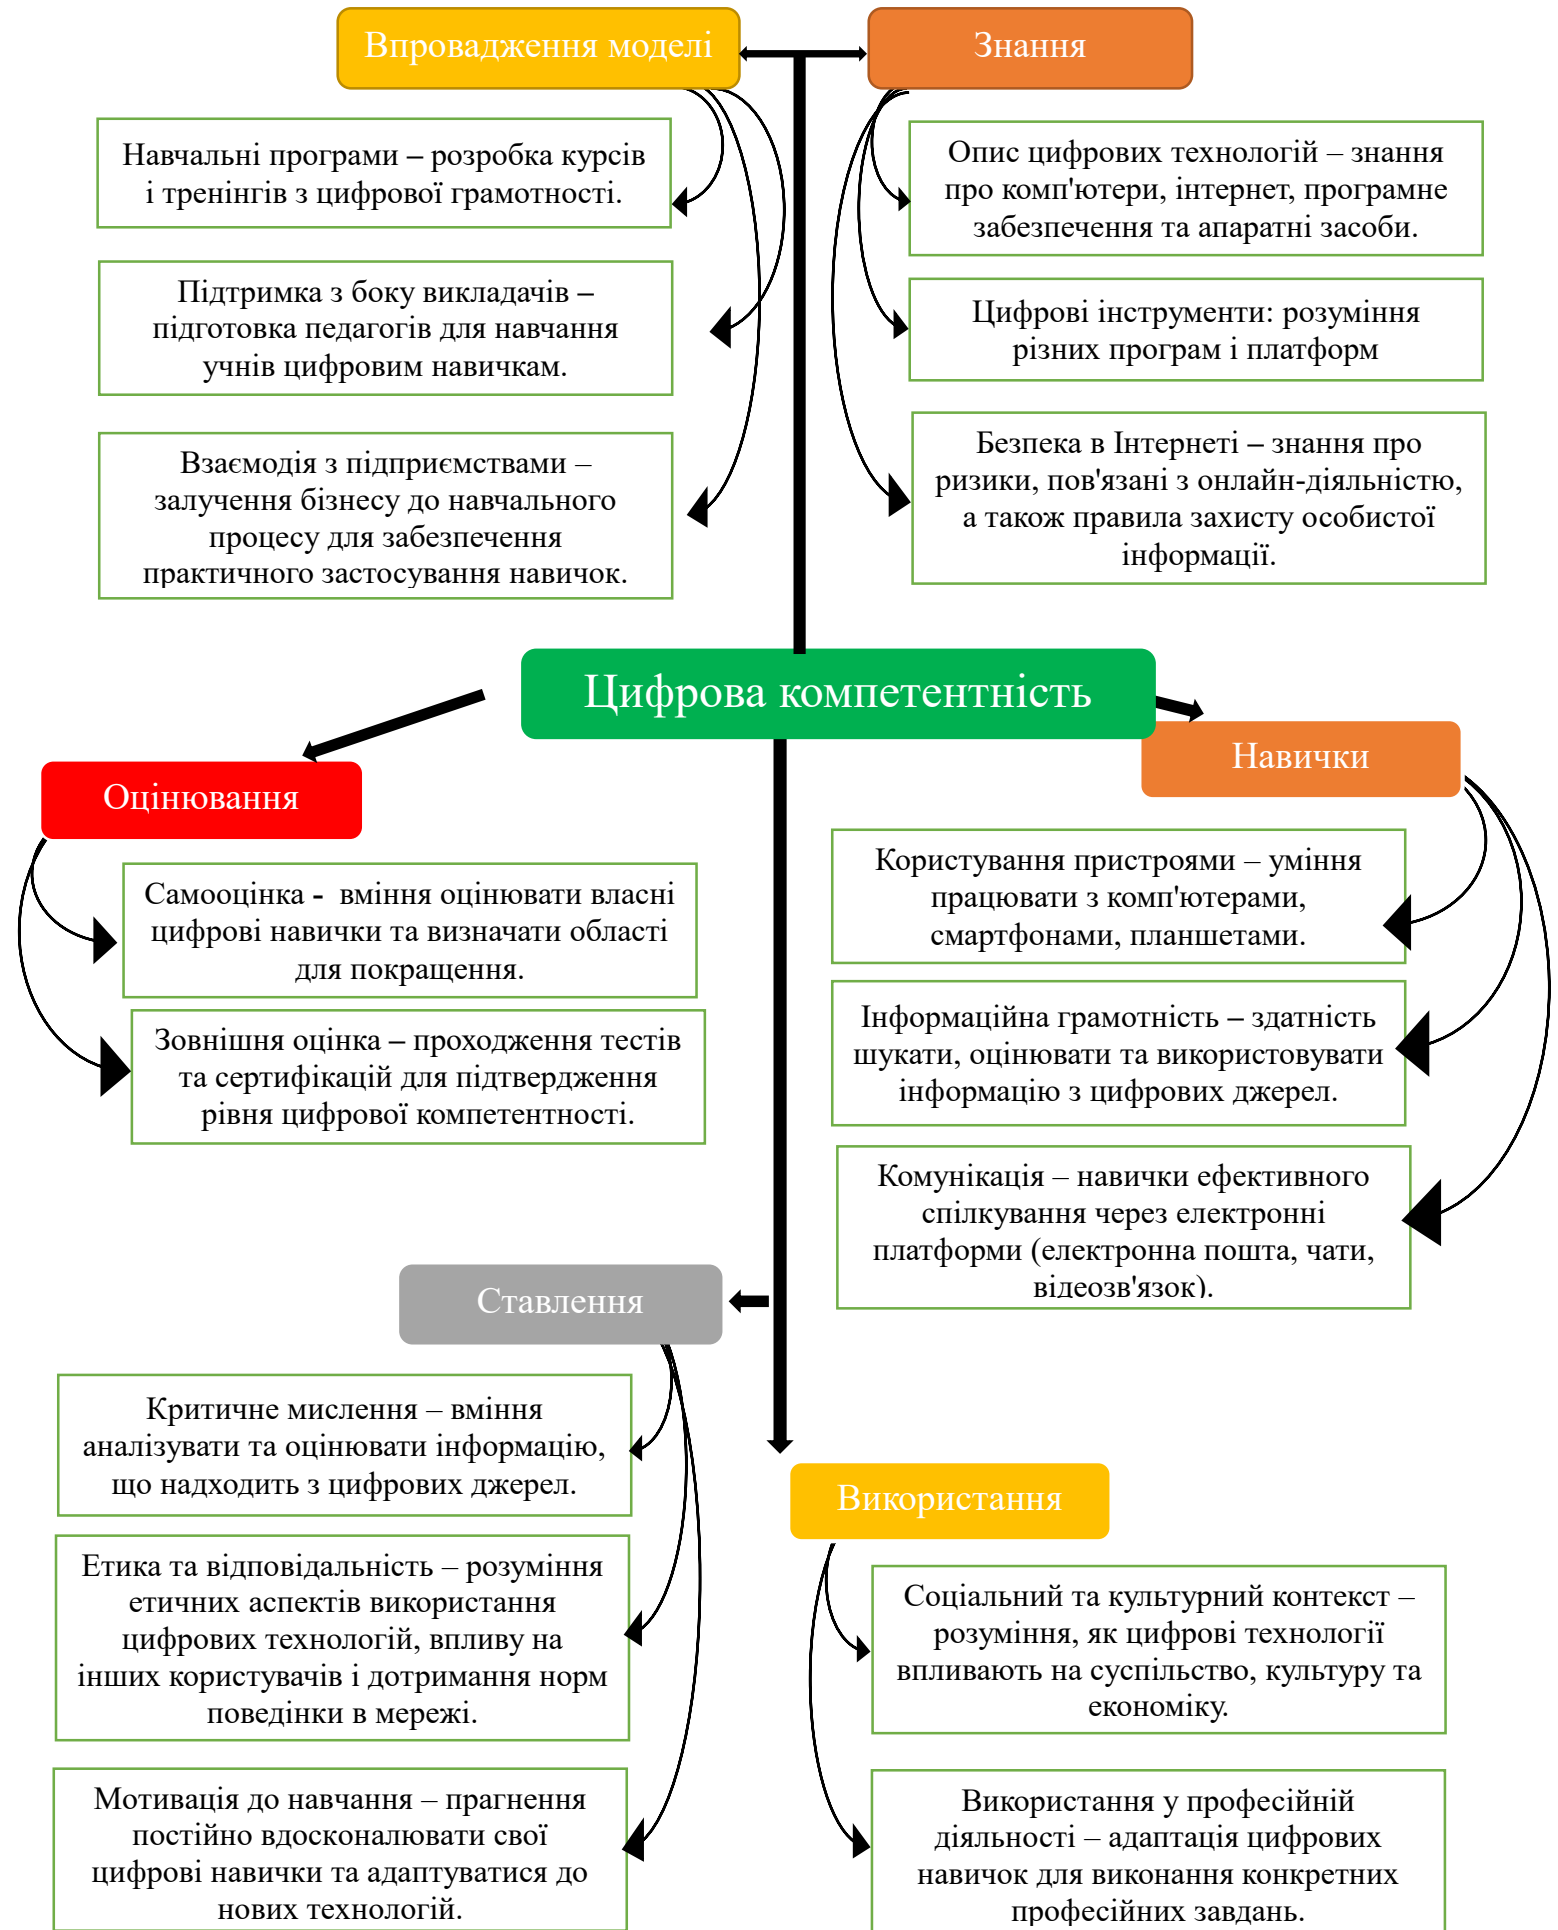 Впровадження моделі
Навчальні програми – розробка курсів
і тренінгів з цифрової грамотності.
Підтримка з боку викладачів –
підготовка педагогів для навчання
учнів цифровим навичкам.
Взаємодія з підприємствами –
залучення бізнесу до навчального
процесу для забезпечення
практичного застосування навичок.
Знання
Опис цифрових технологій – знання
про комп'ютери, інтернет, програмне
забезпечення та апаратні засоби.
Цифрові інструменти: розуміння
різних програм і платформ
Безпека в Інтернеті – знання про
ризики, пов'язані з онлайн-діяльністю,
а також правила захисту особистої
інформації.
Цифрова компетентність
Оцінювання
Самооцінка - вміння оцінювати власні
цифрові навички та визначати області
для покращення.
Зовнішня оцінка – проходження тестів
та сертифікацій для підтвердження
рівня цифрової компетентності.
Навички
Користування пристроями – уміння
працювати з комп'ютерами,
смартфонами, планшетами.
Інформаційна грамотність – здатність
шукати, оцінювати та використовувати
інформацію з цифрових джерел.
Комунікація – навички ефективного
спілкування через електронні
платформи (електронна пошта, чати,
відеозв'язок).
Ставлення
Критичне мислення – вміння
аналізувати та оцінювати інформацію,
що надходить з цифрових джерел.
Етика та відповідальність – розуміння
етичних аспектів використання
цифрових технологій, впливу на
інших користувачів і дотримання норм
поведінки в мережі.
Мотивація до навчання – прагнення
постійно вдосконалювати свої
цифрові навички та адаптуватися до
нових технологій.
Використання
Соціальний та культурний контекст –
розуміння, як цифрові технології
впливають на суспільство, культуру та
економіку.
Використання у професійній
діяльності – адаптація цифрових
навичок для виконання конкретних
професійних завдань.